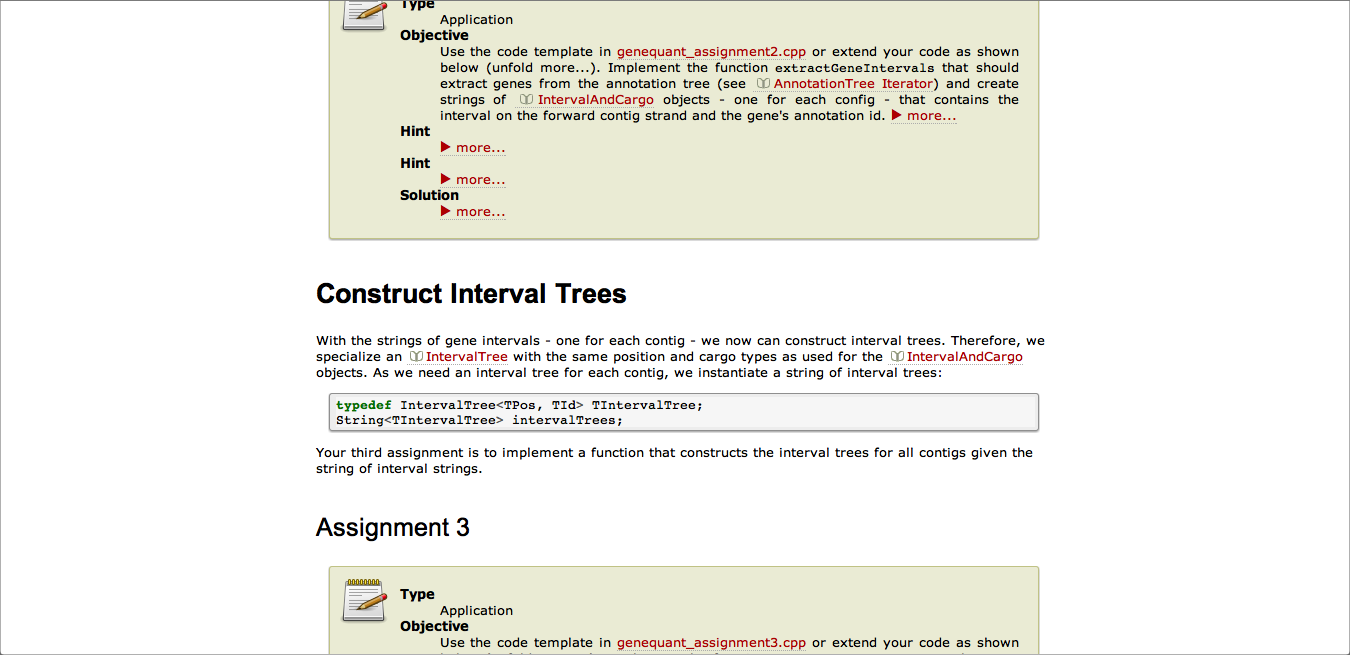 Type
Application
Objective
Use the code template in genequant_assignment2.cpp or extend your code as shown
below (unfold more...). Implement the function extractGeneIntervals that should
extract genes from the annotation tree (see AnnotationTree Iterator) and create
strings of IntervalAndCargo objects - one for each config - that contains the
interval on the forward contig strand and the gene's annotation id. ▶ more...
Hint
▶ more...
Hint
▶ more...
Solution
▶ more...
Construct Interval Trees
With the strings of gene intervals - one for each contig - we now can construct interval trees. Therefore, we
specialize an IntervalTree with the same position and cargo types as used for the IntervalAndCargo
objects. As we need an interval tree for each contig, we instantiate a string of interval trees:
typedef IntervalTree<TPos, TId> TIntervalTree;
String<TIntervalTree> intervalTrees;
Your third assignment is to implement a function that constructs the interval trees for all contigs given the
string of interval strings.
Assignment 3
Type
Application
Objective
Use the code template in genequant_assignment3.cpp or extend your code as shown